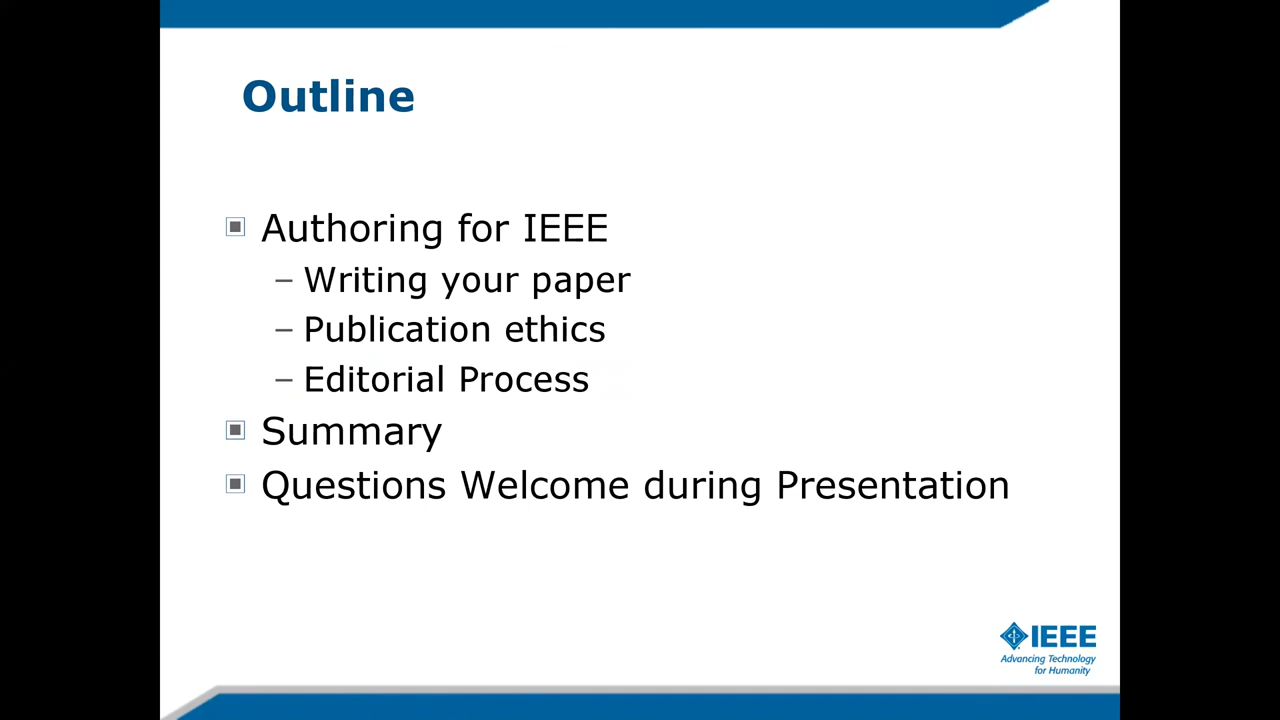 Outline
Authoring for IEEE
– Writing your paper
– Publication ethics
– Editorial Process
Summary
Questions Welcome during Presentation
IEEE
Advancing Technology
for Humanity